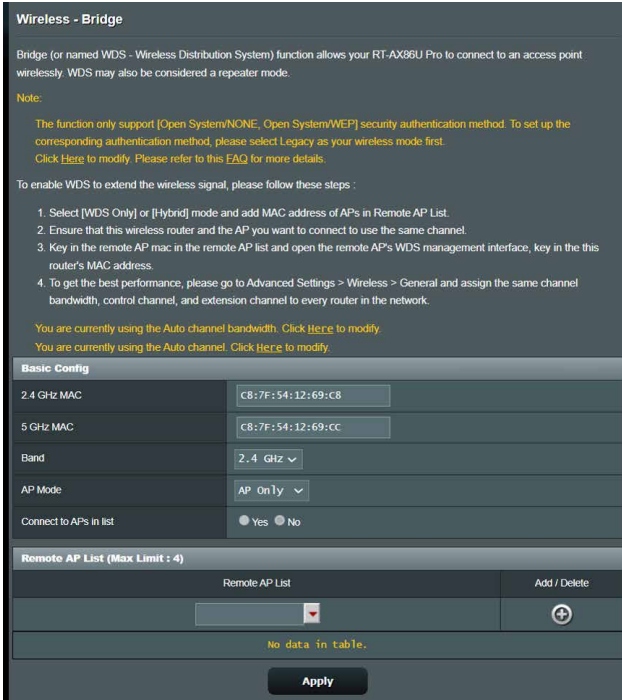 Wireless - Bridge
Bridge (or named WDS - Wireless Distribution System) function allows your RT-AX86U Pro to connect to an access point
wirelessly. WDS may also be considered a repeater mode.
Note:
The function only support [Open System/NONE, Open System/WEP] security authentication method. To set up the
corresponding authentication method, please select Legacy as your wireless mode first.
Click Here to modify. Please refer to this FAQ for more details.
To enable WDS to extend the wireless signal, please follow these steps :
1. Select [WDS Only] or [Hybrid] mode and add MAC address of APs in Remote AP List.
2. Ensure that this wireless router and the AP you want to connect to use the same channel.
3. Key in the remote AP mac in the remote AP list and open the remote AP's WDS management interface, key in the this
router's MAC address.
4. To get the best performance, please go to Advanced Settings > Wireless > General and assign the same channel
bandwidth, control channel, and extension channel to every router in the network.
You are currently using the Auto channel bandwidth. Click Here to modify.
You are currently using the Auto channel. Click Here to modify.
Basic Config
2.4 GHz MAC C8:7F:54:12:69:C8
5 GHz MAC C8:7F:54:12:69:CC
Band 2.4 GHz
AP Mode AP Only
Connect to APs in list Yes No
Remote AP List (Max Limit : 4)
Remote AP List Add / Delete
No data in table.
Apply